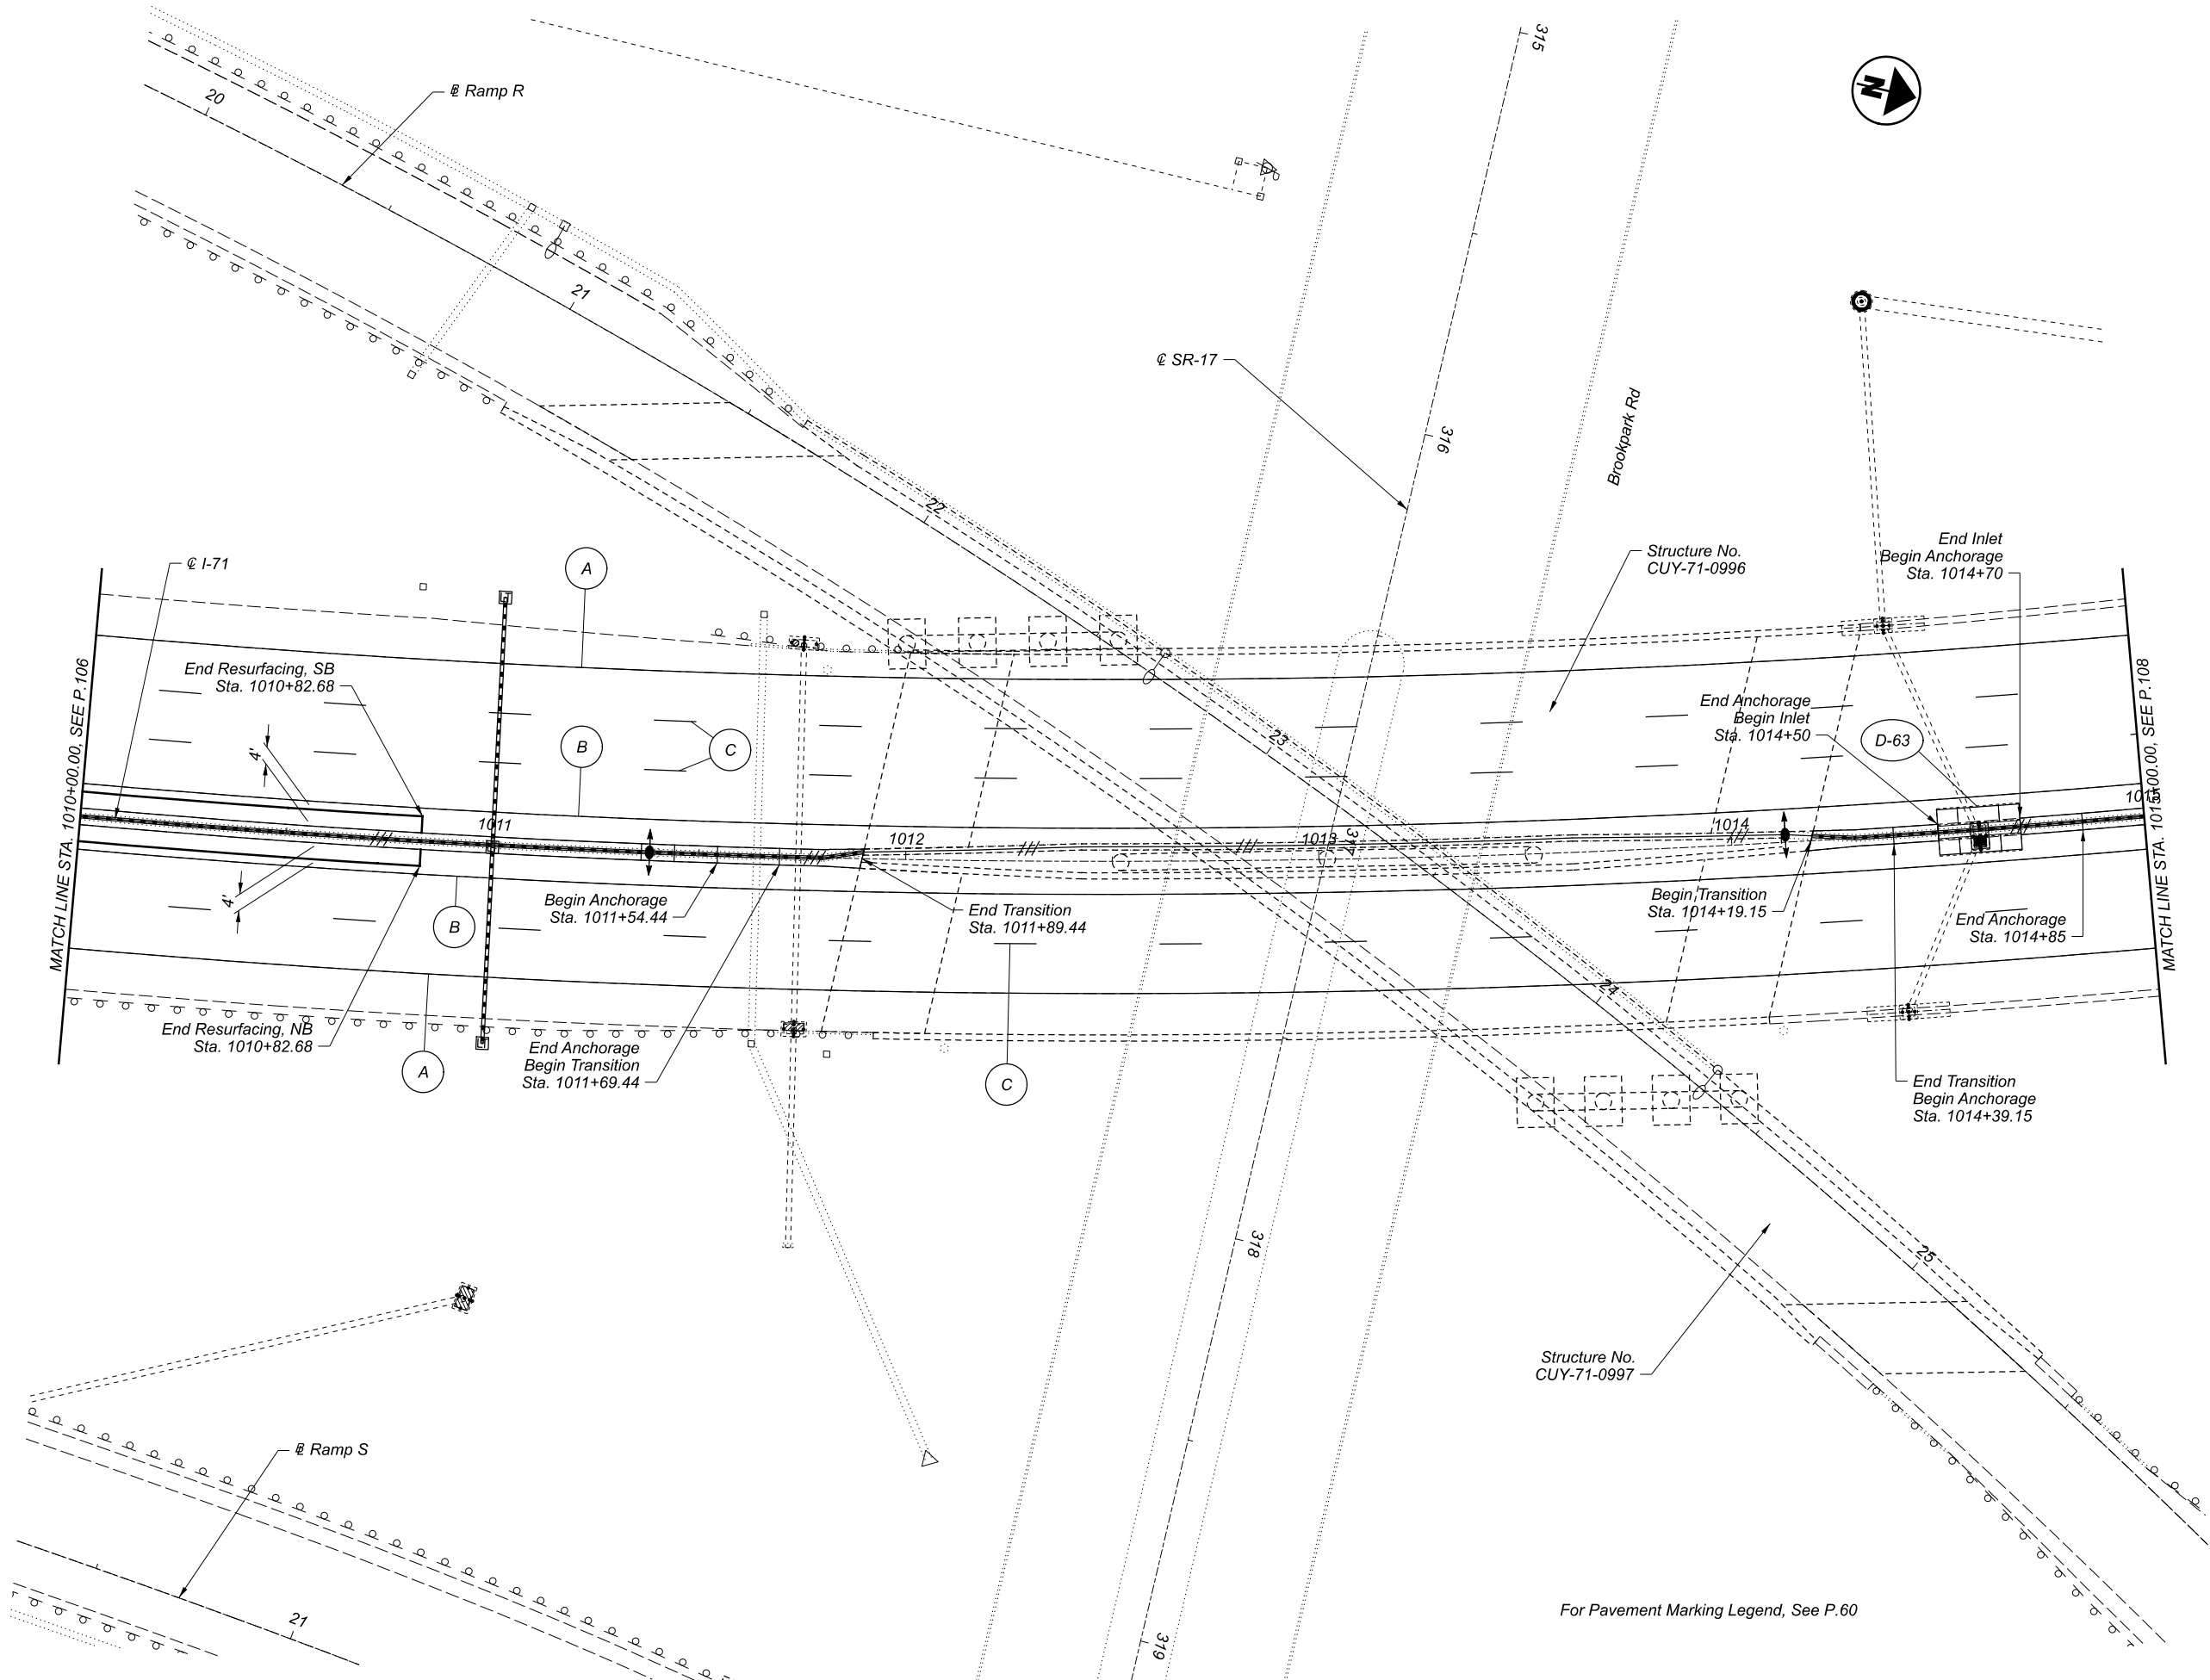 315
N
20
℄ Ramp R
21
℄ SR-17
316
Brookpark Rd
22
End Inlet
Begin Anchorage
Sta. 1014+70
Structure No.
CUY-71-0996
℄ I-71
A
End Resurfacing, SB
Sta. 1010+82.68
End Anchorage
Begin Inlet
Sta. 1014+50
B
C
D-63
23
4'
MATCH LINE STA. 1010+00.00, SEE P.106
MATCH LINE STA. 1015+00.00, SEE P.108
1011
1012
1013
317
1014
1015
4'
B
Begin Anchorage
Sta. 1011+54.44
End Transition
Sta. 1011+89.44
Begin Transition
Sta. 1014+19.15
End Anchorage
Sta. 1014+85
24
End Resurfacing, NB
Sta. 1010+82.68
A
End Anchorage
Begin Transition
Sta. 1011+69.44
C
End Transition
Begin Anchorage
Sta. 1014+39.15
318
25
Structure No.
CUY-71-0997
℄ Ramp S
21
319
For Pavement Marking Legend, See P.60